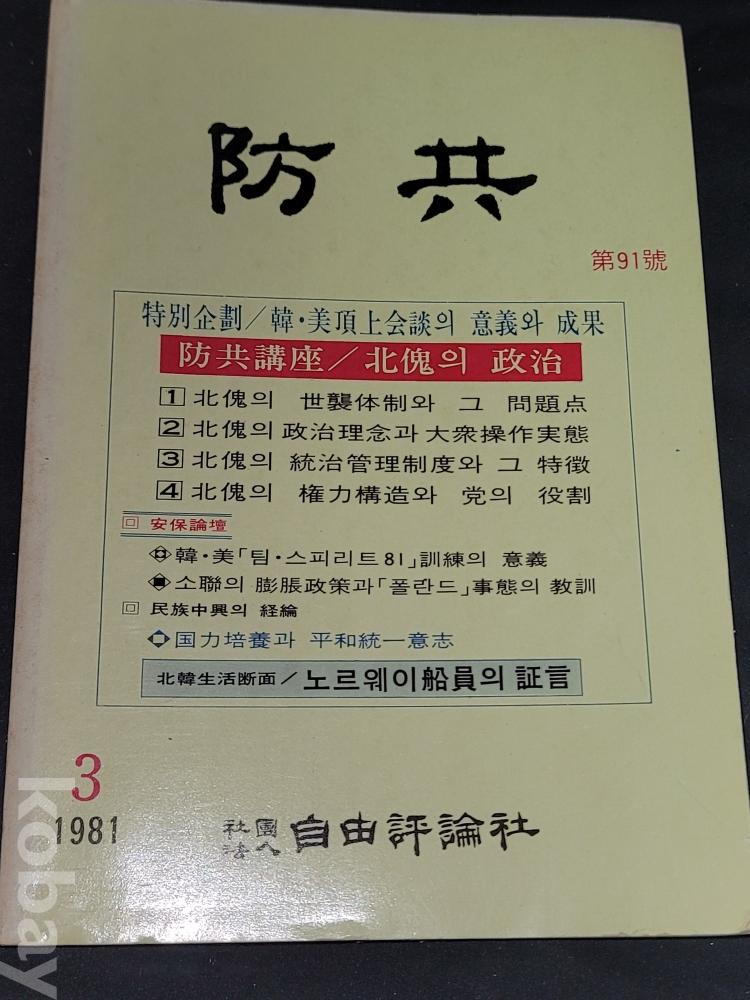 防共
第91號
特別企劃／韓·美頂上会談의 意義와 成果
防共講座／北傀의 政治
1 北傀의 世襲体制와 그 問題点
2 北傀의 政治理念과 大衆操作実態
3 北傀의 統治管理制度와 그 特徴
4 北傀의 権力構造와 党의 役割
安保論壇
韓·美「팀·스피리트81」訓練의 意義
소聯의 膨脹政策과「폴란드」事態의 教訓
民族中興의 経綸
国力培養과 平和統一意志
北韓生活断面／노르웨이船員의 証言
3
1981
社團法人 自由評論社
kobay